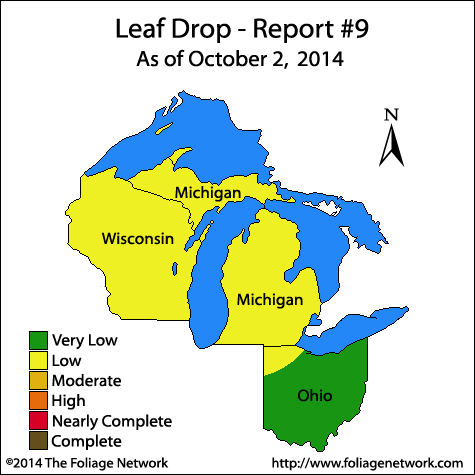 Leaf Drop - Report #9
As of October 2, 2014
N
Michigan
Wisconsin
Michigan
Ohio
Very Low
Low
Moderate
High
Nearly Complete
Complete
©2014 The Foliage Network
http://www.foliagenetwork.com